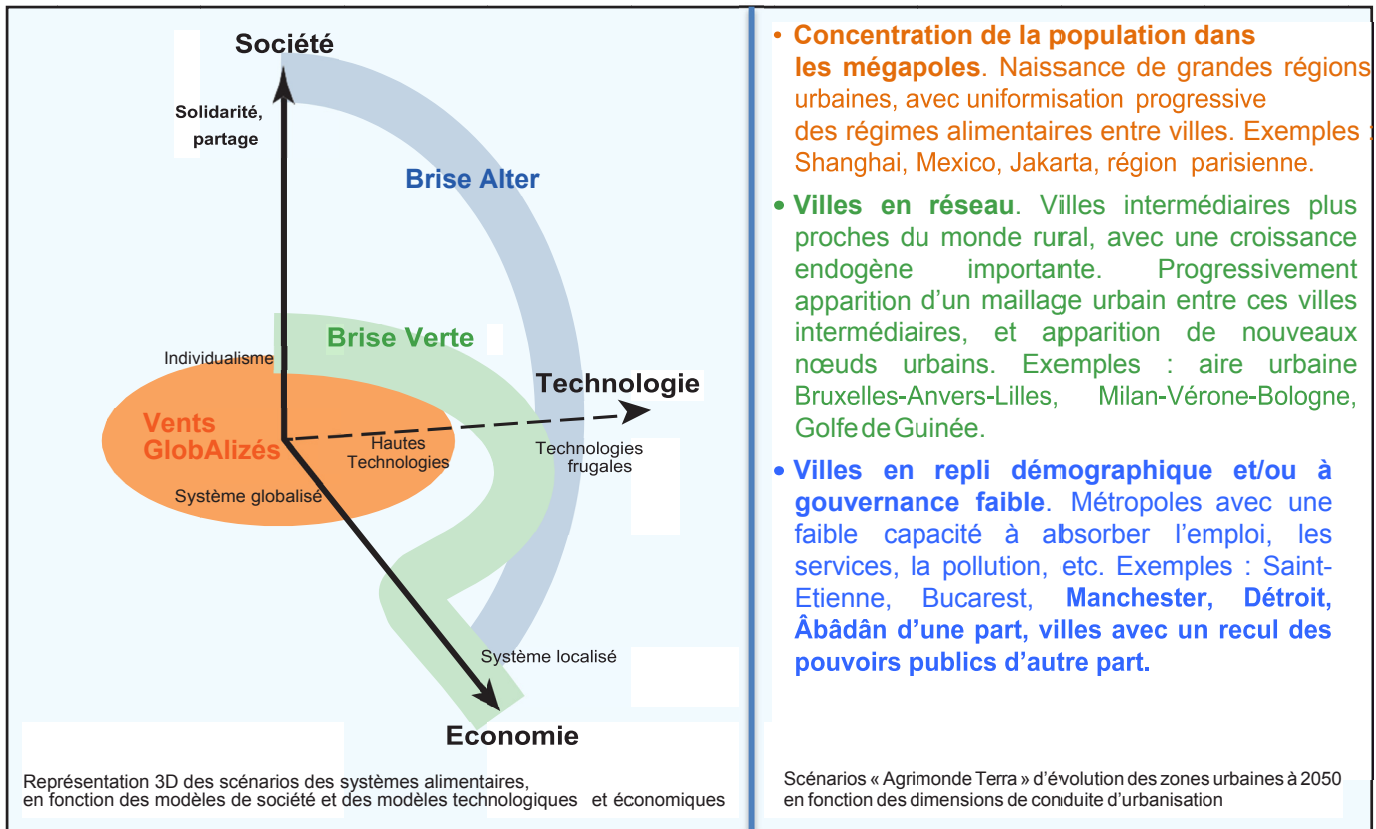 Société
Solidarité,
partage
Brise Alter
Brise Verte
Individualisme
Technologie
Vents
GlobAlizés
Hautes
Technologies
Technologies
frugales
Système globalisé
Système localisé
Economie
Représentation 3D des scénarios des systèmes alimentaires,
en fonction des modèles de société et des modèles technologiques et économiques
• Concentration de la population dans
les mégapoles. Naissance de grandes régions
urbaines, avec uniformisation progressive
des régimes alimentaires entre villes. Exemples :
Shanghai, Mexico, Jakarta, région parisienne.
• Villes en réseau. Villes intermédiaires plus
proches du monde rural, avec une croissance
endogène importante. Progressivement
apparition d’un maillage urbain entre ces villes
intermédiaires, et apparition de nouveaux
nœuds urbains. Exemples : aire urbaine
Bruxelles-Anvers-Lilles, Milan-Vérone-Bologne,
Golfe de Guinée.
• Villes en repli démographique et/ou à
gouvernance faible. Métropoles avec une
faible capacité à absorber l’emploi, les
services, la pollution, etc. Exemples : Saint-
Etienne, Bucarest, Manchester, Détroit,
Âbâdân d’une part, villes avec un recul des
pouvoirs publics d’autre part.
Scénarios « Agrimonde Terra » d’évolution des zones urbaines à 2050
en fonction des dimensions de conduite d’urbanisation